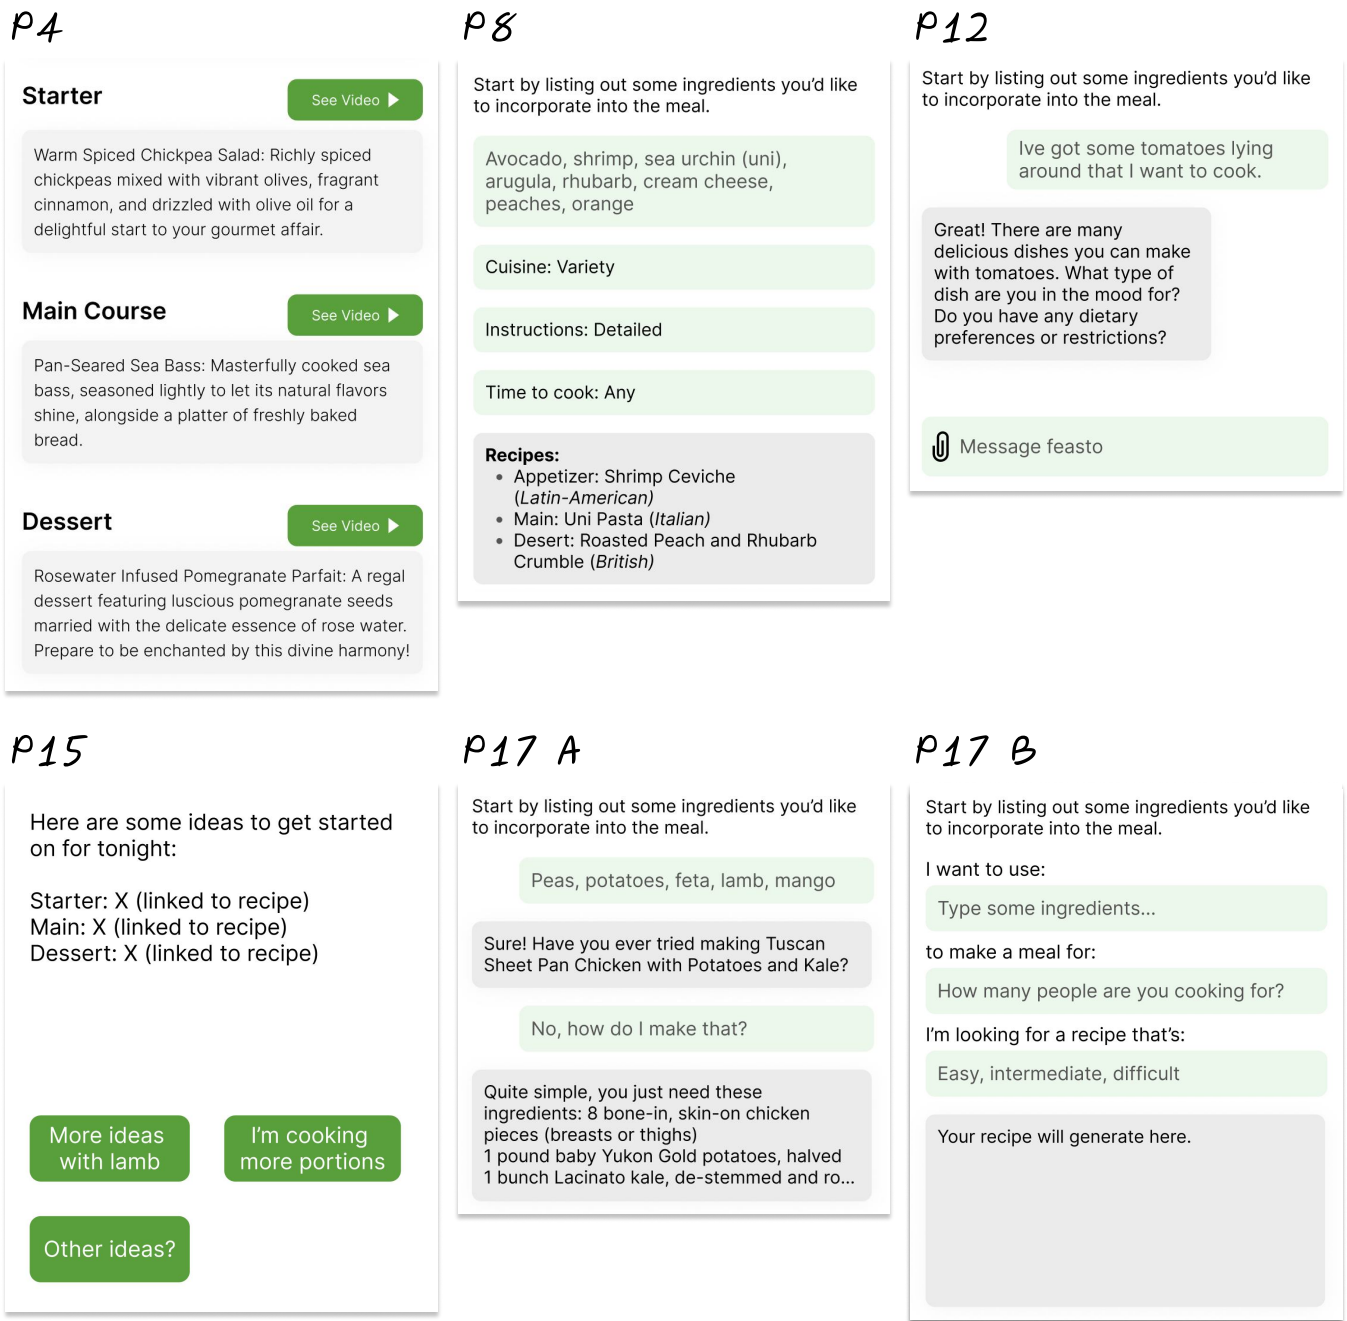 P4
Starter
See Video
Warm Spiced Chickpea Salad: Richly spiced
chickpeas mixed with vibrant olives, fragrant
cinnamon, and drizzled with olive oil for a
delightful start to your gourmet affair.
Main Course
See Video
Pan-Seared Sea Bass: Masterfully cooked sea
bass, seasoned lightly to let its natural flavors
shine, alongside a platter of freshly baked
bread.
Dessert
See Video
Rosewater Infused Pomegranate Parfait: A regal
dessert featuring luscious pomegranate seeds
married with the delicate essence of rose water.
Prepare to be enchanted by this divine harmony!
P8
Start by listing out some ingredients you’d like
to incorporate into the meal.
Avocado, shrimp, sea urchin (uni),
arugula, rhubarb, cream cheese,
peaches, orange
Cuisine: Variety
Instructions: Detailed
Time to cook: Any
Recipes:
• Appetizer: Shrimp Ceviche
(Latin-American)
• Main: Uni Pasta (Italian)
• Desert: Roasted Peach and Rhubarb
Crumble (British)
P12
Start by listing out some ingredients you’d like
to incorporate into the meal.
Ive got some tomatoes lying
around that I want to cook.
Great! There are many
delicious dishes you can make
with tomatoes. What type of
dish are you in the mood for?
Do you have any dietary
preferences or restrictions?
Message feasto
P15
Here are some ideas to get started
on for tonight:
Starter: X (linked to recipe)
Main: X (linked to recipe)
Dessert: X (linked to recipe)
More ideas
with lamb
I’m cooking
more portions
Other ideas?
P17 A
Start by listing out some ingredients you’d like
to incorporate into the meal.
Peas, potatoes, feta, lamb, mango
Sure! Have you ever tried making Tuscan
Sheet Pan Chicken with Potatoes and Kale?
No, how do I make that?
Quite simple, you just need these
ingredients: 8 bone-in, skin-on chicken
pieces (breasts or thighs)
1 pound baby Yukon Gold potatoes, halved
1 bunch Lacinato kale, de-stemmed and ro...
P17 B
Start by listing out some ingredients you’d like
to incorporate into the meal.
I want to use:
Type some ingredients...
to make a meal for:
How many people are you cooking for?
I’m looking for a recipe that’s:
Easy, intermediate, difficult
Your recipe will generate here.